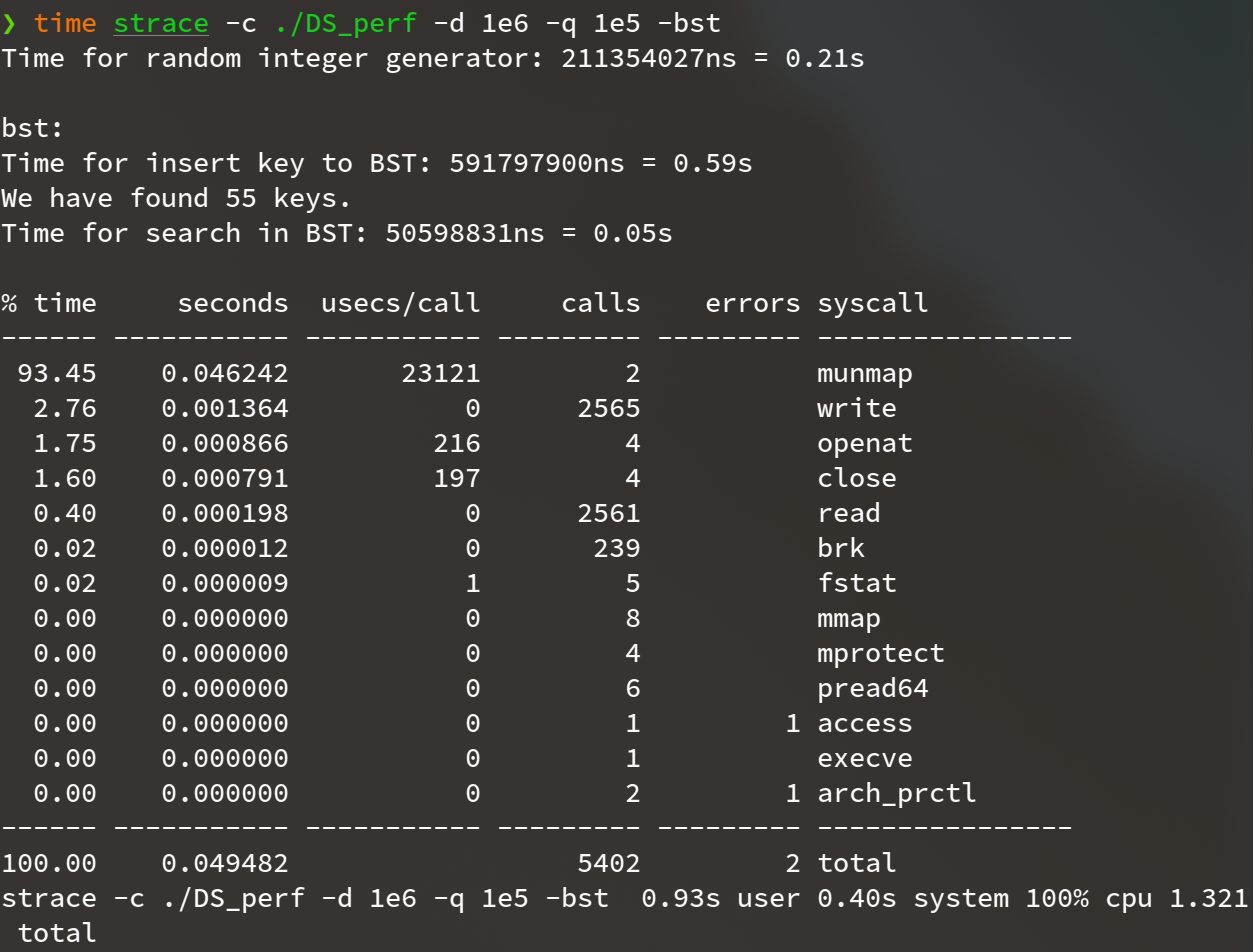 ❯ time strace -c ./DS_perf -d 1e6 -q 1e5 -bst
Time for random integer generator: 211354027ns = 0.21s
bst:
Time for insert key to BST: 591797900ns = 0.59s
We have found 55 keys.
Time for search in BST: 50598831ns = 0.05s
% time     seconds  usecs/call     calls    errors syscall
------ ----------- ----------- --------- --------- ----------------
 93.45    0.046242       23121         2           munmap
  2.76    0.001364           0      2565           write
  1.75    0.000866         216         4           openat
  1.60    0.000791         197         4           close
  0.40    0.000198           0      2561           read
  0.02    0.000012           0       239           brk
  0.02    0.000009           1         5           fstat
  0.00    0.000000           0         8           mmap
  0.00    0.000000           0         4           mprotect
  0.00    0.000000           0         6           pread64
  0.00    0.000000           0         1         1 access
  0.00    0.000000           0         1           execve
  0.00    0.000000           0         2         1 arch_prctl
------ ----------- ----------- --------- --------- ----------------
100.00    0.049482                  5402         2 total
strace -c ./DS_perf -d 1e6 -q 1e5 -bst  0.93s user 0.40s system 100% cpu 1.321
 total